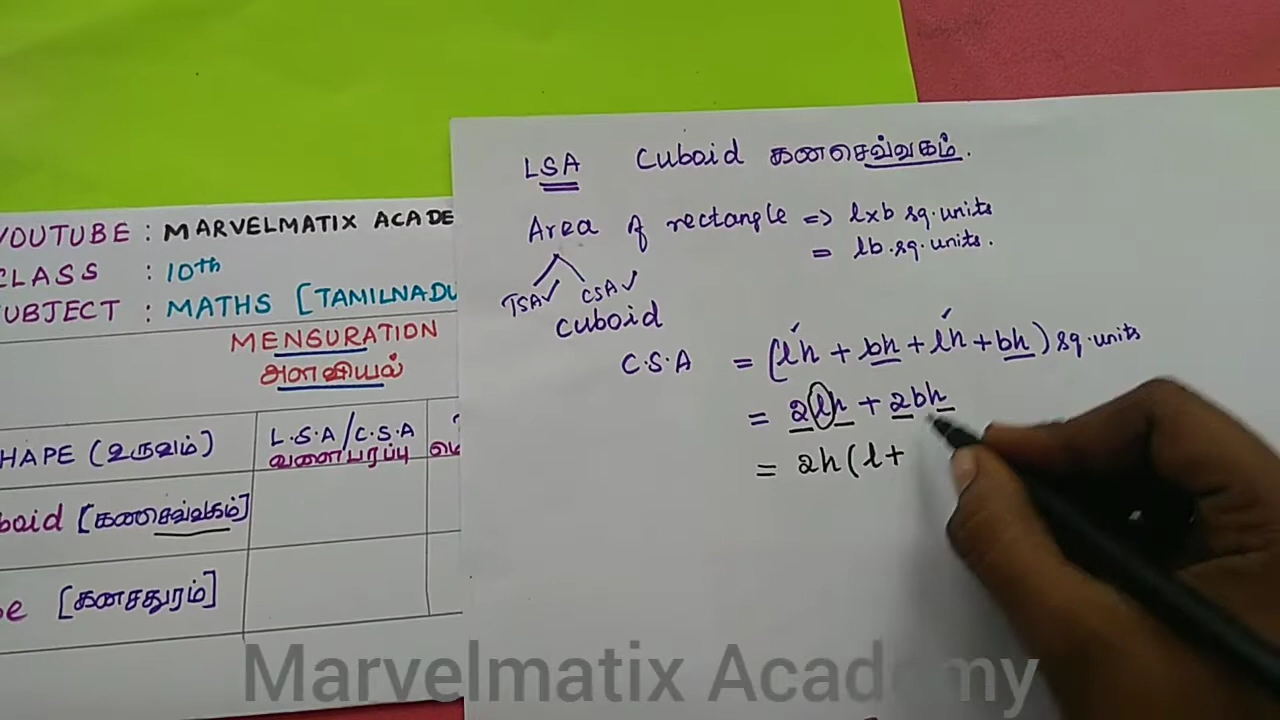 YOUTUBE : MARVELMATIX ACADE
CLASS : 10th
SUBJECT : MATHS [TAMILNADU
MENSURATION
அளவியல்
SHAPE (உருவம்)
L.S.A/C.S.A
வளைபரப்பு
boid [கனசெவ்வகம்]
be [கனசதுரம்]
LSA Cuboid கனசெவ்வகம்.
Area of rectangle => l×b sq.units
= lb.sq.units.
TSA✓ CSA✓
Cuboid
C.S.A = (lh + bh + lh + bh) sq.units
= 2lh + 2bh
= 2h(l+
Marvelmatix Academy